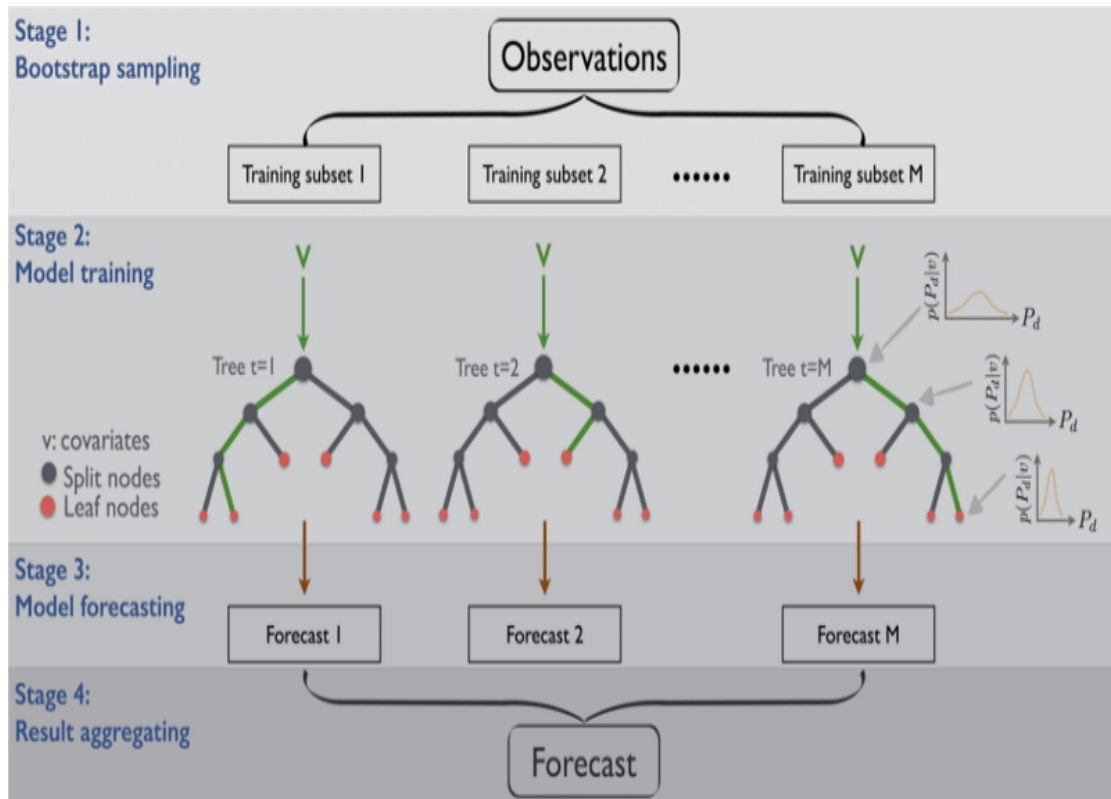 Stage 1:
Bootstrap sampling
Observations
Training subset 1
Training subset 2
......
Training subset M
Stage 2:
Model training
V
V
V
p(P_d|v)
P_d
Tree t=1
Tree t=2
......
Tree t=M
p(P_d|v)
P_d
v: covariates
Split nodes
Leaf nodes
p(P_d|v)
P_d
Stage 3:
Model forecasting
Forecast 1
Forecast 2
Forecast M
Stage 4:
Result aggregating
Forecast